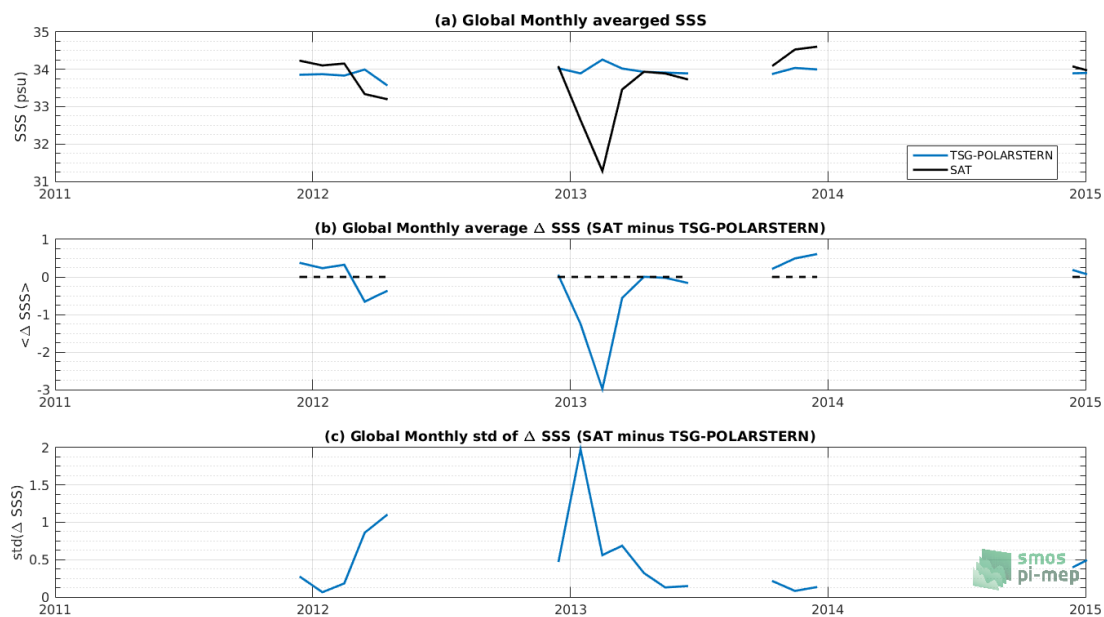 (a) Global Monthly avearged SSS
35
34
33
32
31
SSS (psu)
TSG-POLARSTERN
SAT
2011 2012 2013 2014 2015
(b) Global Monthly average Δ SSS (SAT minus TSG-POLARSTERN)
1
0
-1
-2
-3
<Δ SSS>
2011 2012 2013 2014 2015
(c) Global Monthly std of Δ SSS (SAT minus TSG-POLARSTERN)
2
1.5
1
0.5
0
std(Δ SSS)
smos
pi-mep
2011 2012 2013 2014 2015